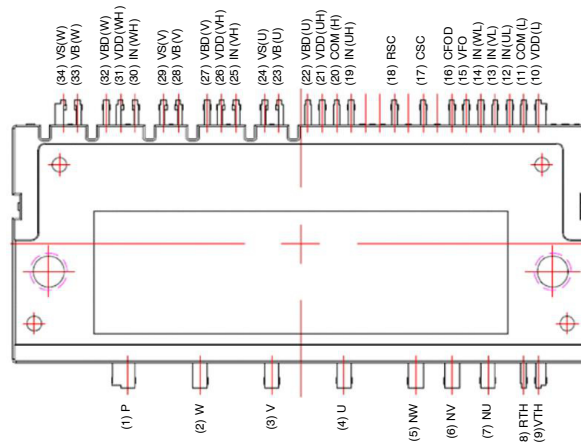 (34) VS(W)
(33) VB(W)
(32) VBD(W)
(31) VDD(WH)
(30) IN(WH)
(29) VS(V)
(28) VB(V)
(27) VBD(V)
(26) VDD(VH)
(25) IN(VH)
(24) VS(U)
(23) VB(U)
(22) VBD(U)
(21) VDD(UH)
(20) COM(H)
(19) IN(UH)
(18) RSC
(17) CSC
(16) CFOD
(15) VFO
(14) IN(WL)
(13) IN(VL)
(12) IN(UL)
(11) COM(L)
(10) VDD(L)
(1) P
(2) W
(3) V
(4) U
(5) NW
(6) NV
(7) NU
8) RTH
(9)VTH